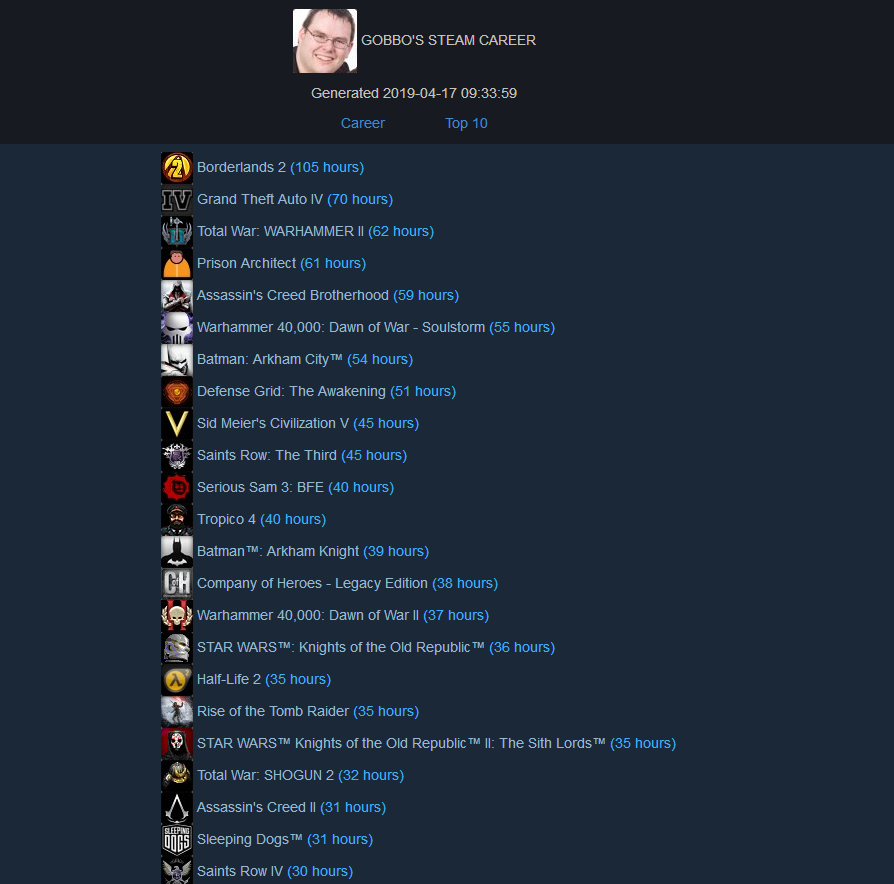 GOBBO'S STEAM CAREER
Generated 2019-04-17 09:33:59
Career Top 10
Borderlands 2 (105 hours)
IV Grand Theft Auto IV (70 hours)
Total War: WARHAMMER II (62 hours)
Prison Architect (61 hours)
Assassin's Creed Brotherhood (59 hours)
Warhammer 40,000: Dawn of War - Soulstorm (55 hours)
Batman: Arkham City™ (54 hours)
Defense Grid: The Awakening (51 hours)
V Sid Meier's Civilization V (45 hours)
Saints Row: The Third (45 hours)
Serious Sam 3: BFE (40 hours)
Tropico 4 (40 hours)
Batman™: Arkham Knight (39 hours)
CofH Company of Heroes - Legacy Edition (38 hours)
Warhammer 40,000: Dawn of War II (37 hours)
STAR WARS™: Knights of the Old Republic™ (36 hours)
Half-Life 2 (35 hours)
Rise of the Tomb Raider (35 hours)
STAR WARS™ Knights of the Old Republic™ II: The Sith Lords™ (35 hours)
Total War: SHOGUN 2 (32 hours)
Assassin's Creed II (31 hours)
SLEEPING DOGS Sleeping Dogs™ (31 hours)
Saints Row IV (30 hours)